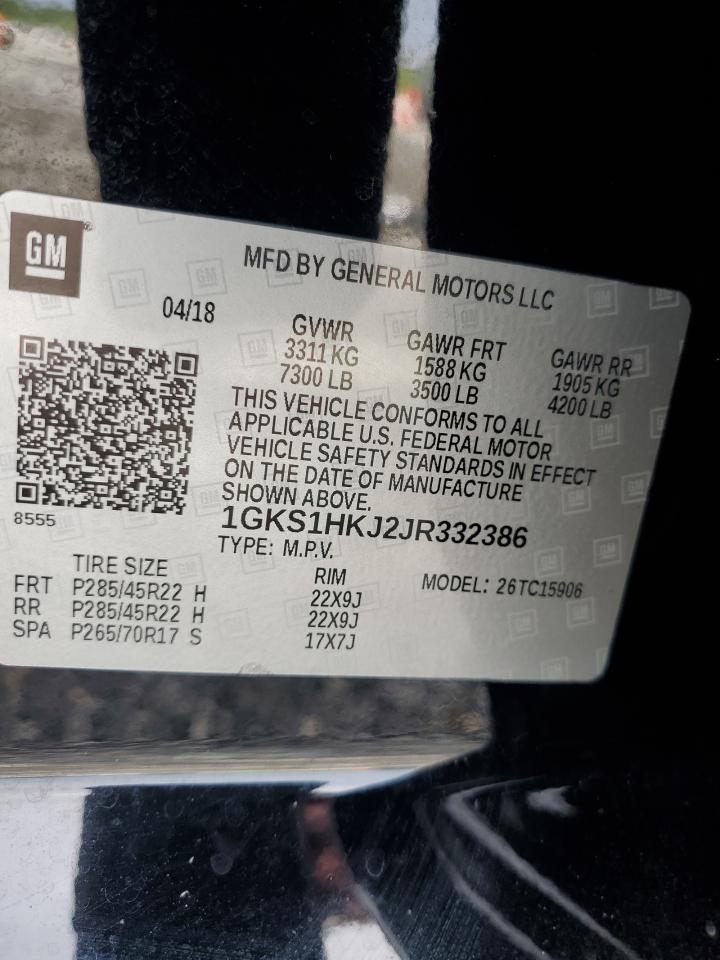 GM
MFD BY GENERAL MOTORS LLC
04/18
GVWR GAWR FRT GAWR RR
3311 KG 1588 KG 1905 KG
7300 LB 3500 LB 4200 LB
THIS VEHICLE CONFORMS TO ALL
APPLICABLE U.S. FEDERAL MOTOR
VEHICLE SAFETY STANDARDS IN EFFECT
ON THE DATE OF MANUFACTURE
SHOWN ABOVE.
8555
1GKS1HKJ2JR332386
TYPE: M.P.V. MODEL: 26TC15906
TIRE SIZE RIM
FRT P285/45R22 H 22X9J
RR P285/45R22 H 22X9J
SPA P265/70R17 S 17X7J